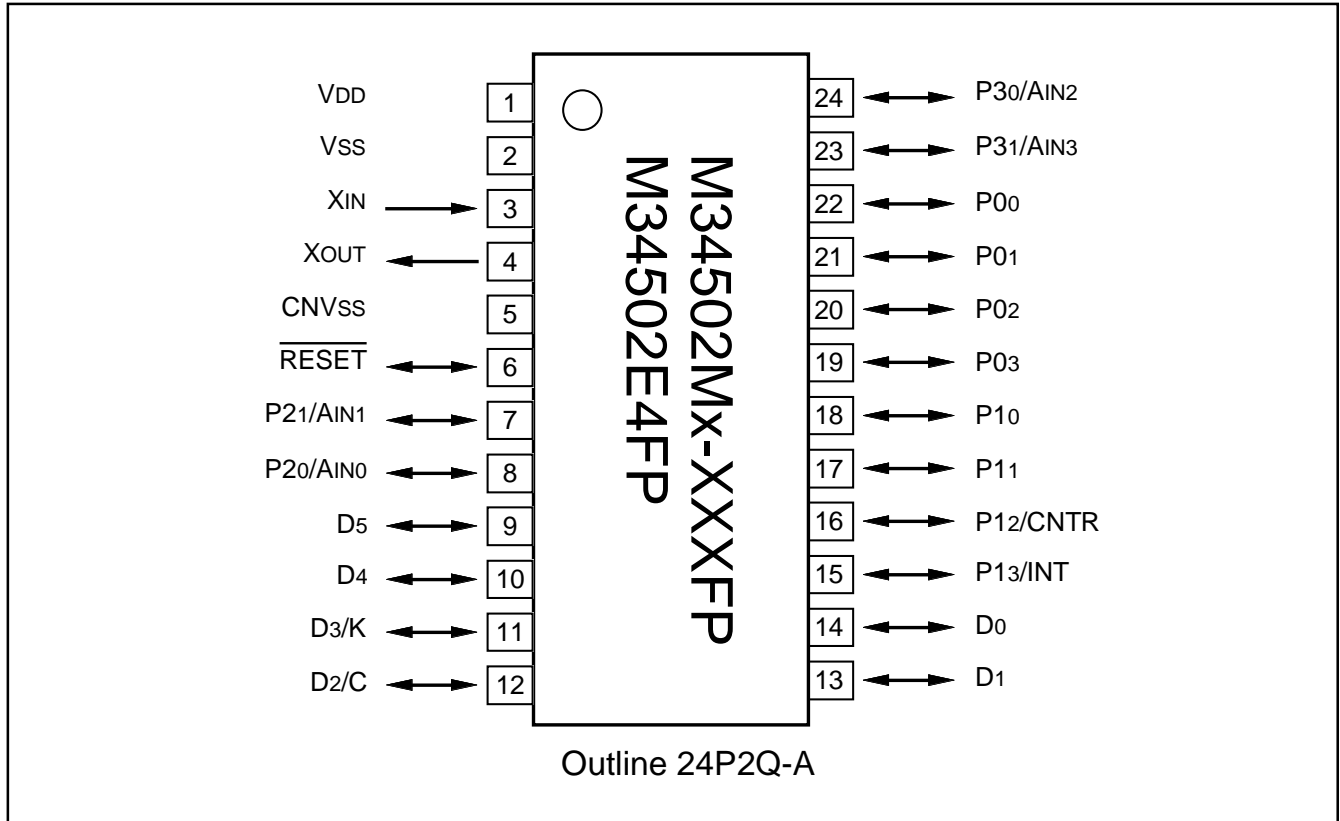 VDD 1
VSS 2
XIN 3
XOUT 4
CNVSS 5
RESET 6
P21/AIN1 7
P20/AIN0 8
D5 9
D4 10
D3/K 11
D2/C 12
M34502Mx-XXXFP
M34502E4FP
24 P30/AIN2
23 P31/AIN3
22 P00
21 P01
20 P02
19 P03
18 P10
17 P11
16 P12/CNTR
15 P13/INT
14 D0
13 D1
Outline 24P2Q-A